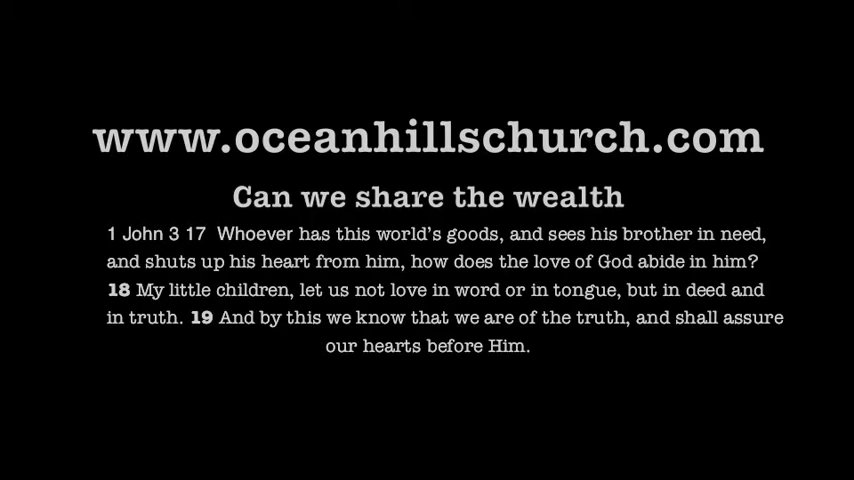 www.oceanhillschurch.com
Can we share the wealth
1 John 3 17  Whoever has this world’s goods, and sees his brother in need,
and shuts up his heart from him, how does the love of God abide in him?
18 My little children, let us not love in word or in tongue, but in deed and
in truth. 19 And by this we know that we are of the truth, and shall assure
our hearts before Him.